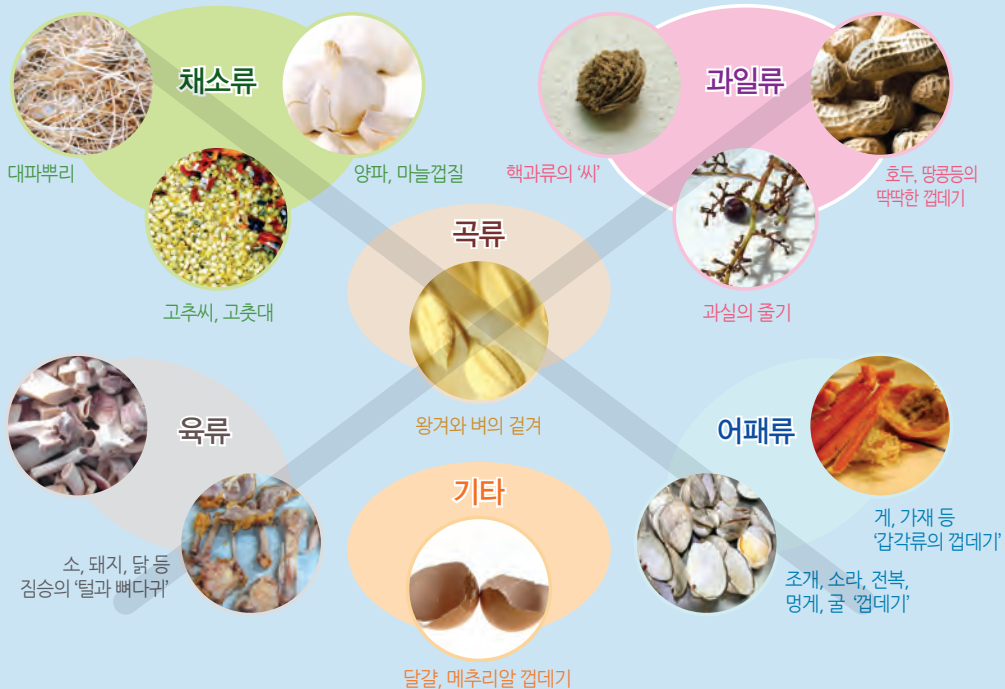 채소류
대파뿌리
양파, 마늘껍질
고추씨, 고춧대
과일류
핵과류의 ‘씨’
호두, 땅콩등의
딱딱한 껍데기
과실의 줄기
곡류
왕겨와 벼의 겉겨
육류
소, 돼지, 닭 등
짐승의 ‘털과 뼈다귀’
기타
달걀, 메추리알 껍데기
어패류
게, 가재 등
‘갑각류의 껍데기’
조개, 소라, 전복,
멍게, 굴 ‘껍데기’